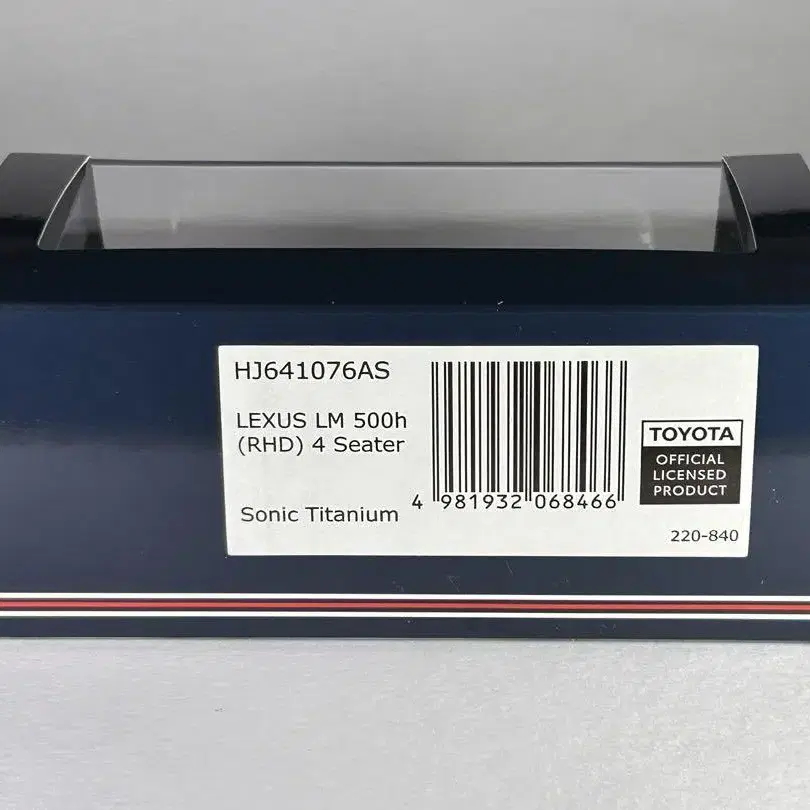 HJ641076AS
LEXUS LM 500h
(RHD) 4 Seater
Sonic Titanium
4 981932 068466
TOYOTA
OFFICIAL
LICENSED
PRODUCT
220-840